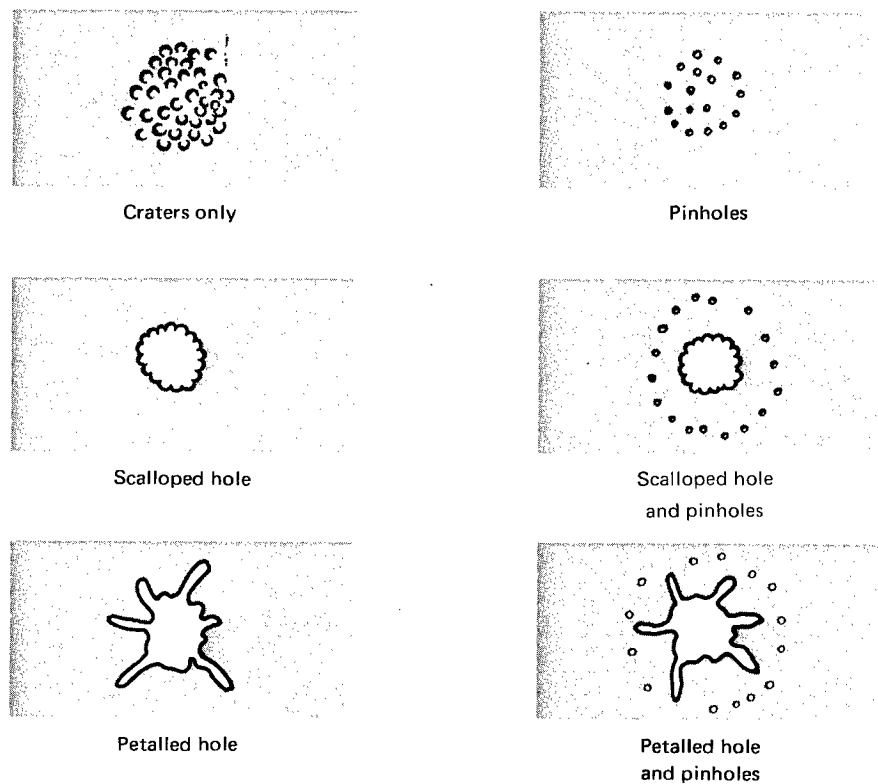 Craters only
Pinholes
Scalloped hole
Scalloped hole
and pinholes
Petalled hole
Petalled hole
and pinholes